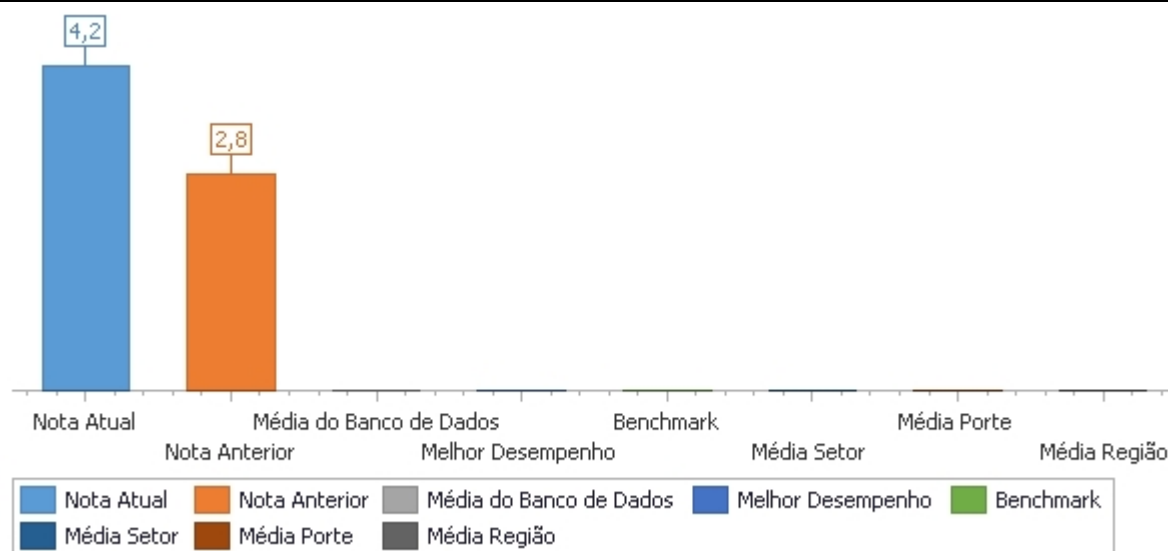 4,2
2,8
Nota Atual
Média do Banco de Dados
Benchmark
Média Porte
Nota Anterior
Melhor Desempenho
Média Setor
Média Região
Nota Atual
Nota Anterior
Média do Banco de Dados
Melhor Desempenho
Benchmark
Média Setor
Média Porte
Média Região